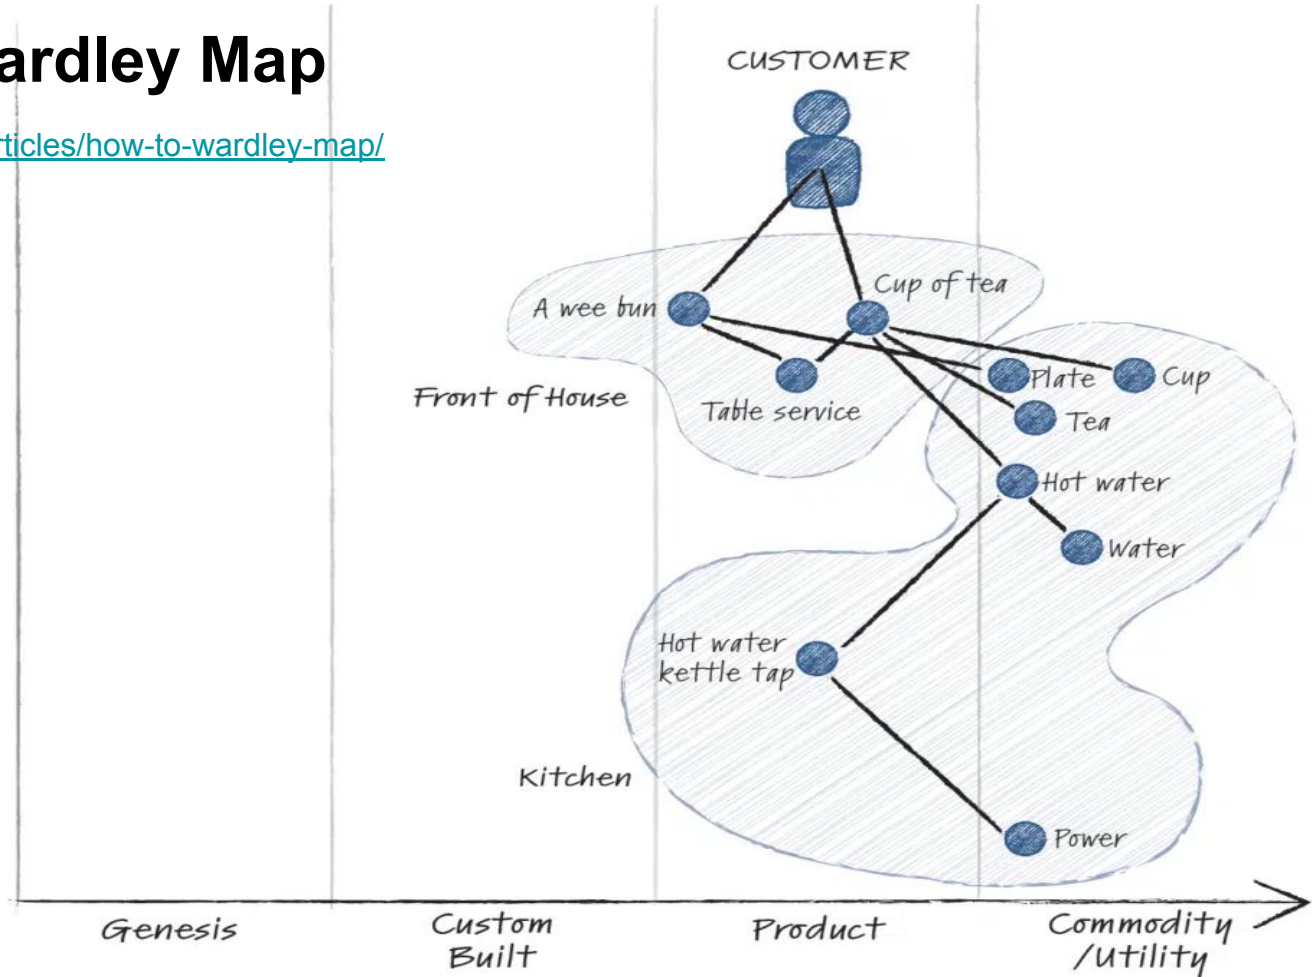 ardley Map
rticles/how-to-wardley-map/
CUSTOMER
Cup of tea
A wee bun
Plate
Cup
Front of House
Table service
Tea
Hot water
Water
Hot water
kettle tap
Kitchen
Power
Genesis
Custom
Built
Product
Commodity
/Utility